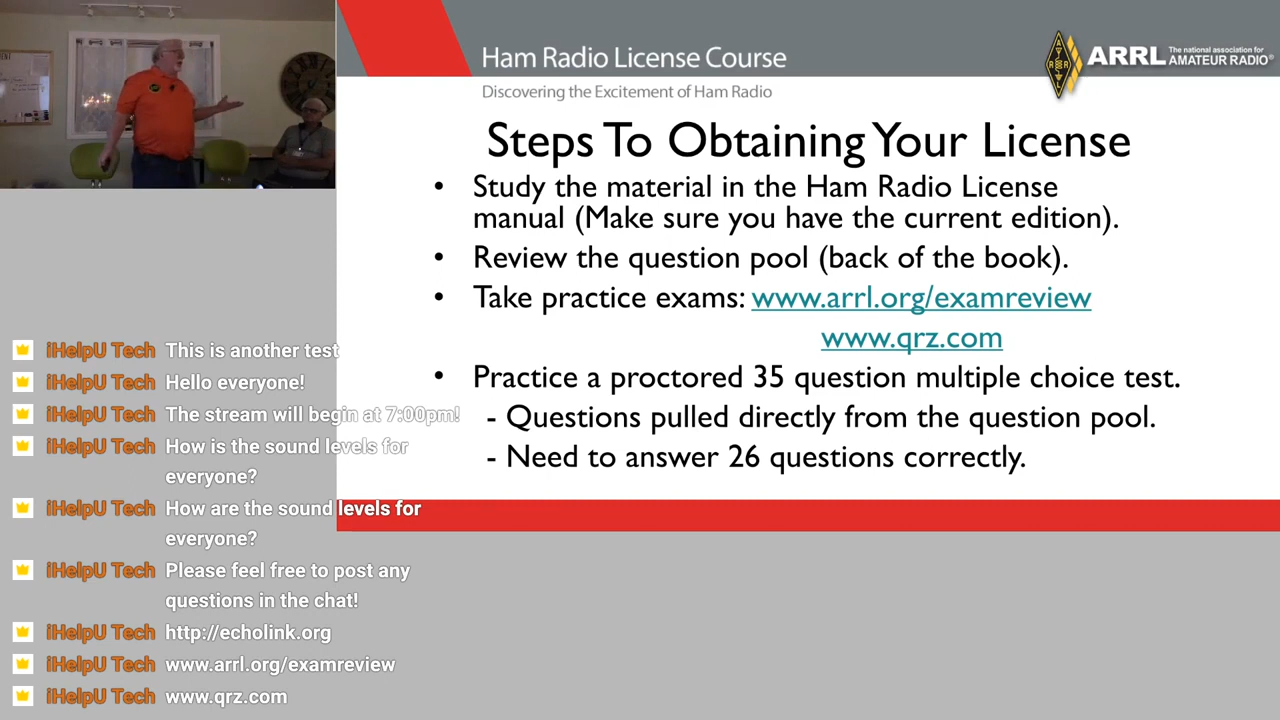 Ham Radio License Course
Discovering the Excitement of Ham Radio
ARRL The national association for
AMATEUR RADIO®
Steps To Obtaining Your License
• Study the material in the Ham Radio License
manual (Make sure you have the current edition).
• Review the question pool (back of the book).
• Take practice exams: www.arrl.org/examreview
www.qrz.com
• Practice a proctored 35 question multiple choice test.
- Questions pulled directly from the question pool.
- Need to answer 26 questions correctly.
iHelpU Tech This is another test
iHelpU Tech Hello everyone!
iHelpU Tech The stream will begin at 7:00pm!
iHelpU Tech How is the sound levels for
everyone?
iHelpU Tech How are the sound levels for
everyone?
iHelpU Tech Please feel free to post any
questions in the chat!
iHelpU Tech http://echolink.org
iHelpU Tech www.arrl.org/examreview
iHelpU Tech www.qrz.com